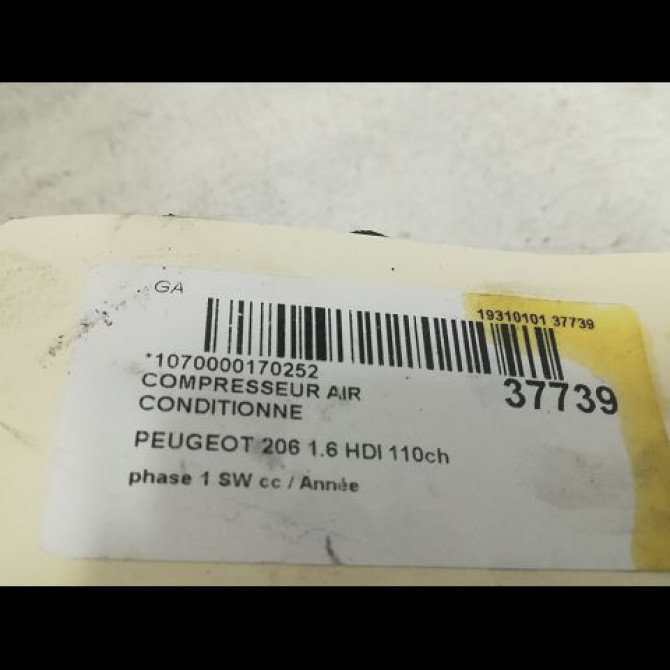 GA
19310101 37739
*1070000170252
37739
COMPRESSEUR AIR
CONDITIONNE
PEUGEOT 206 1.6 HDI 110ch
phase 1 SW cc / Année